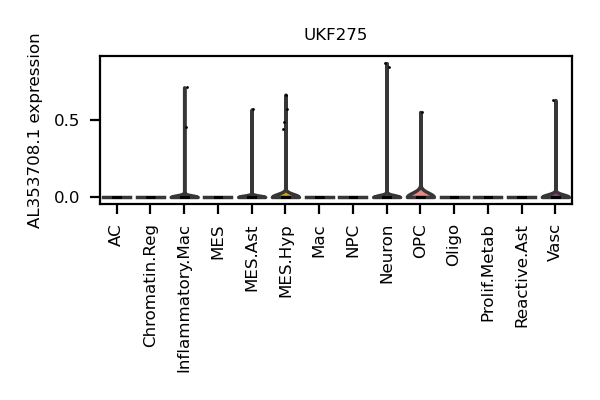 UKF275
AL353708.1 expression
0.5
0.0
AC
Chromatin.Reg
Inflammatory.Mac
MES
MES.Ast
MES.Hyp
Mac
NPC
Neuron
OPC
Oligo
Prolif.Metab
Reactive.Ast
Vasc